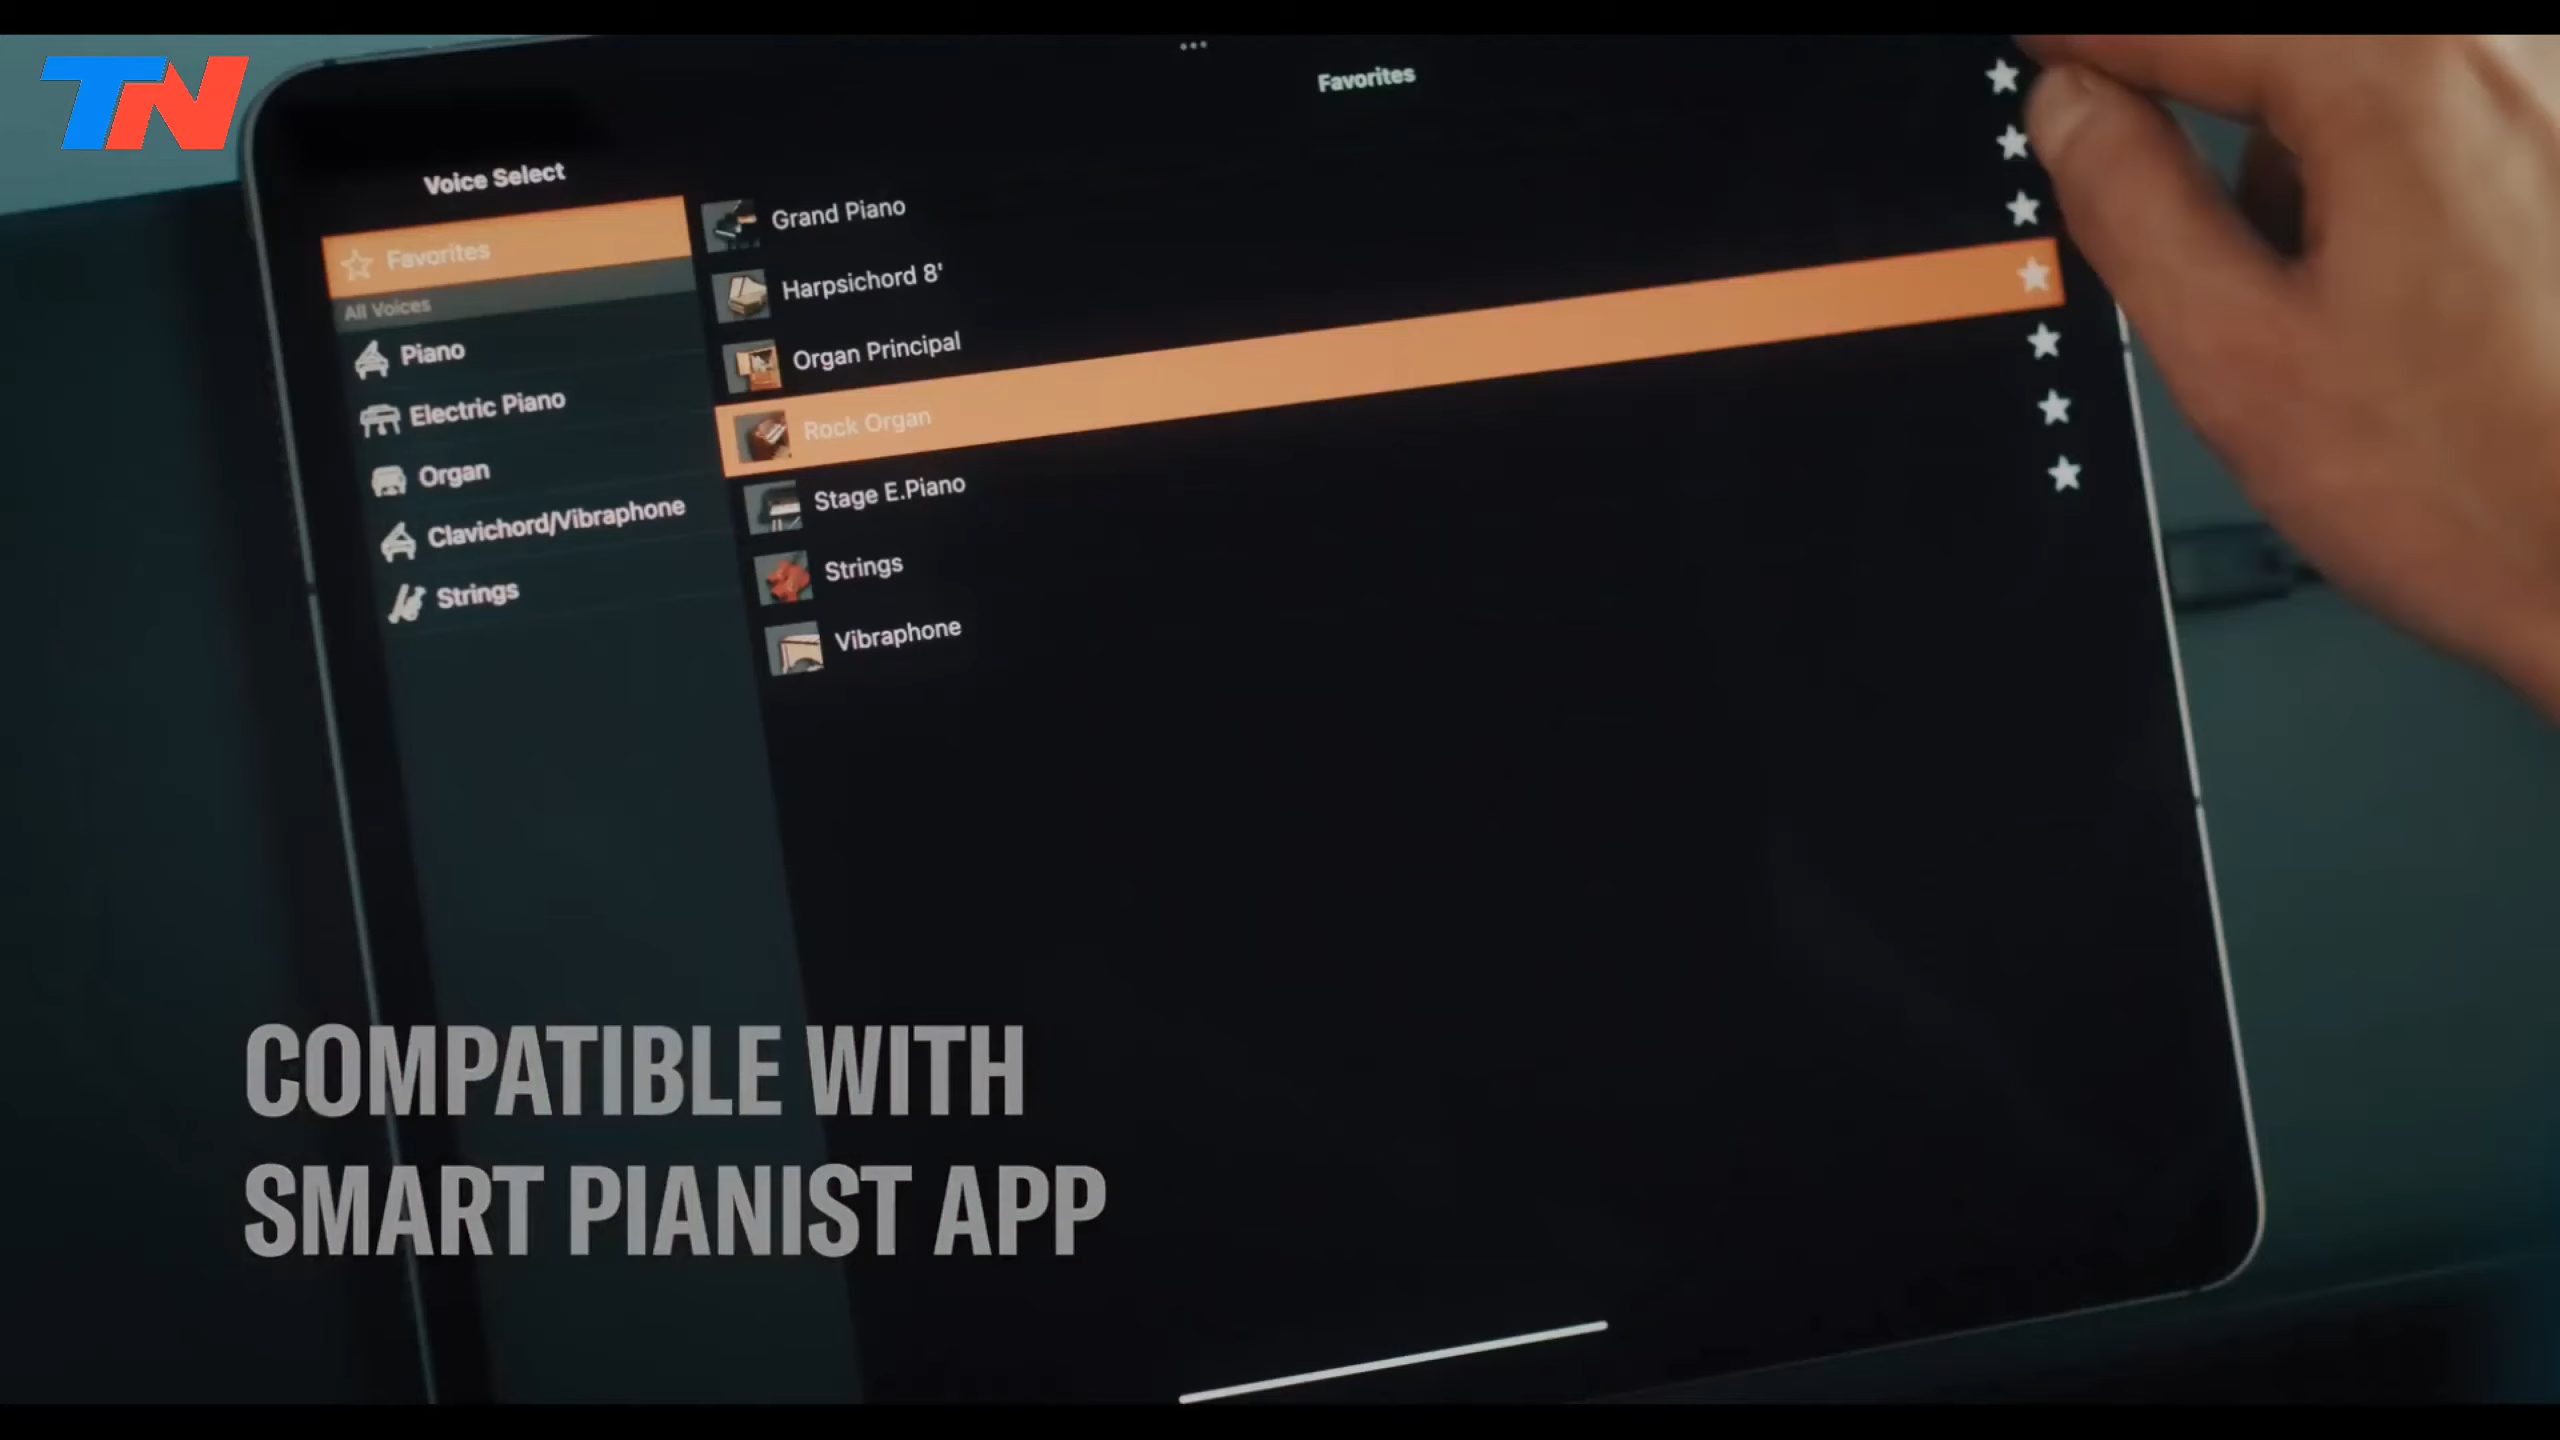 TN
Favorites
Voice Select
Favorites
All Voices
Piano
Electric Piano
Organ
Clavichord/Vibraphone
Strings
Grand Piano
Harpsichord 8'
Organ Principal
Rock Organ
Stage E.Piano
Strings
Vibraphone
COMPATIBLE WITH
SMART PIANIST APP